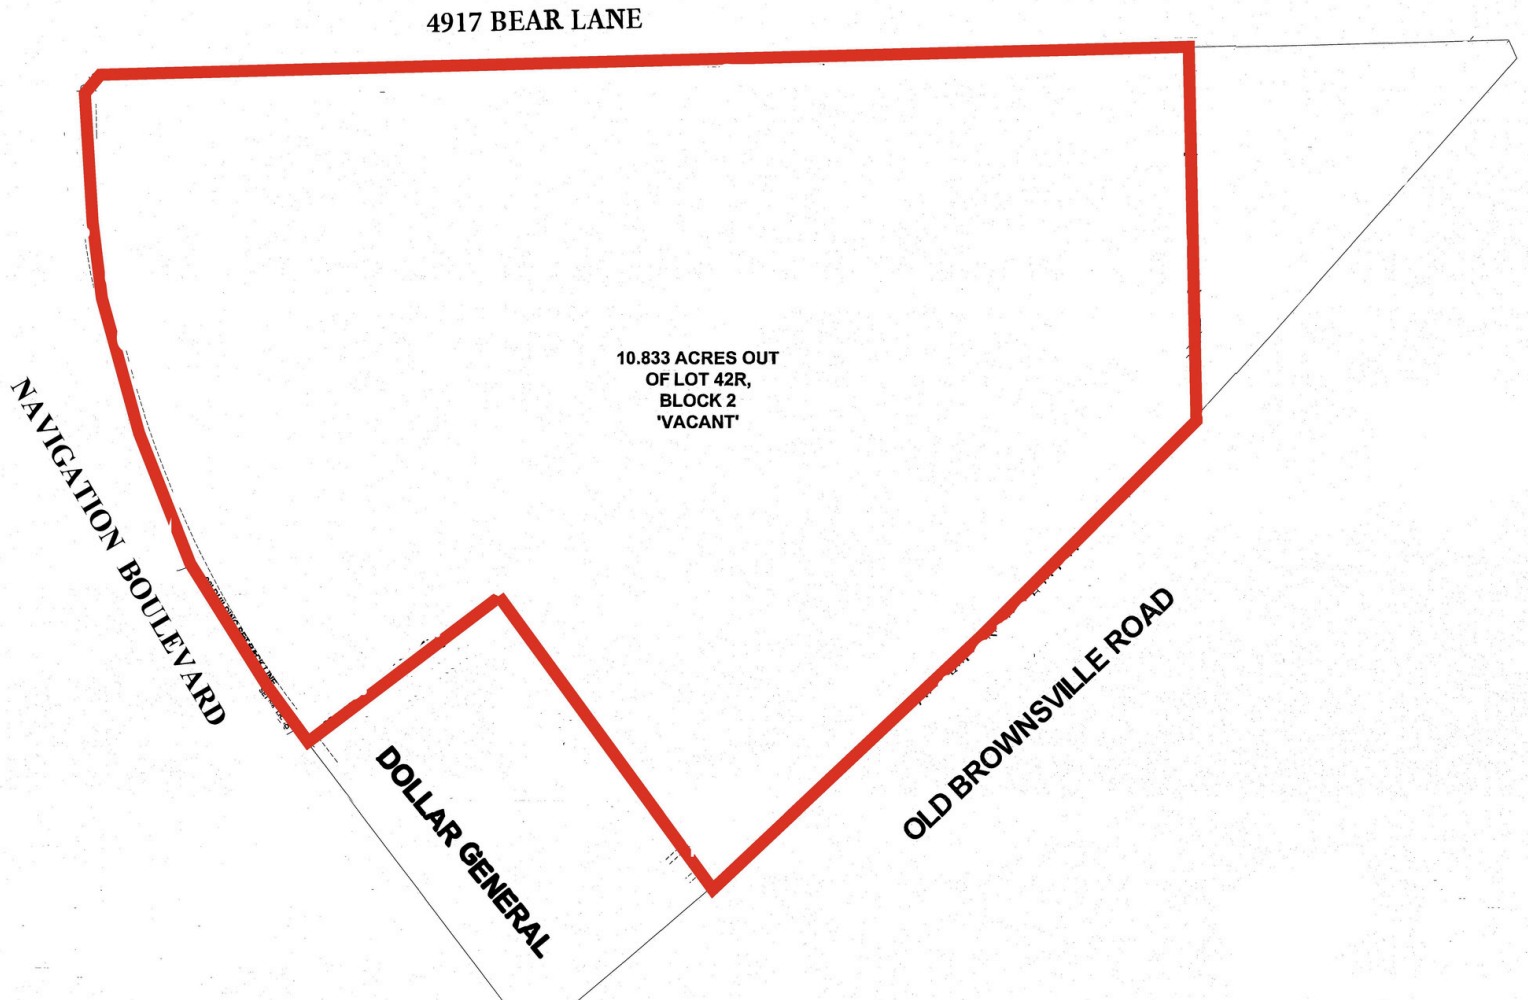 4917 BEAR LANE
10.833 ACRES OUT
OF LOT 42R,
BLOCK 2
'VACANT'
NAVIGATION BOULEVARD
DOLLAR GENERAL
OLD BROWNSVILLE ROAD